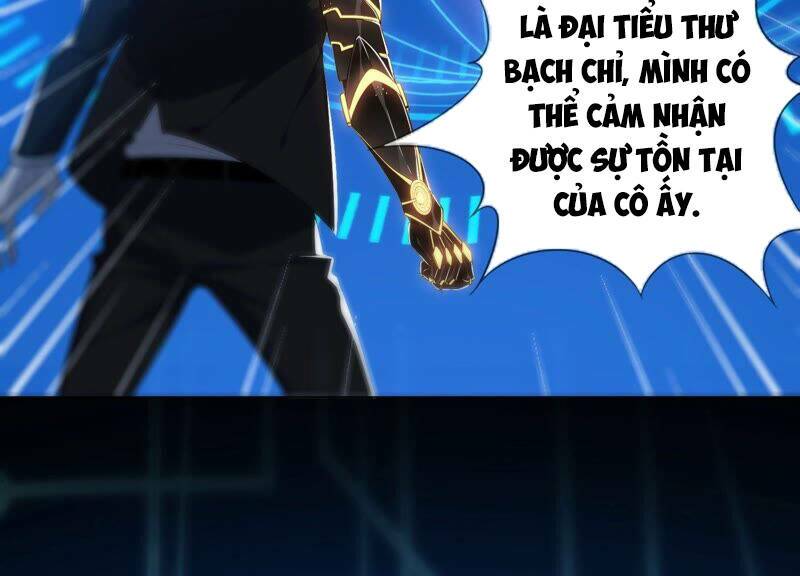 LÀ ĐẠI TIỂU THƯ
BẠCH CHỈ, MÌNH CÓ
THỂ CẢM NHẬN
ĐƯỢC SỰ TỒN TẠI
CỦA CÔ ẤY.